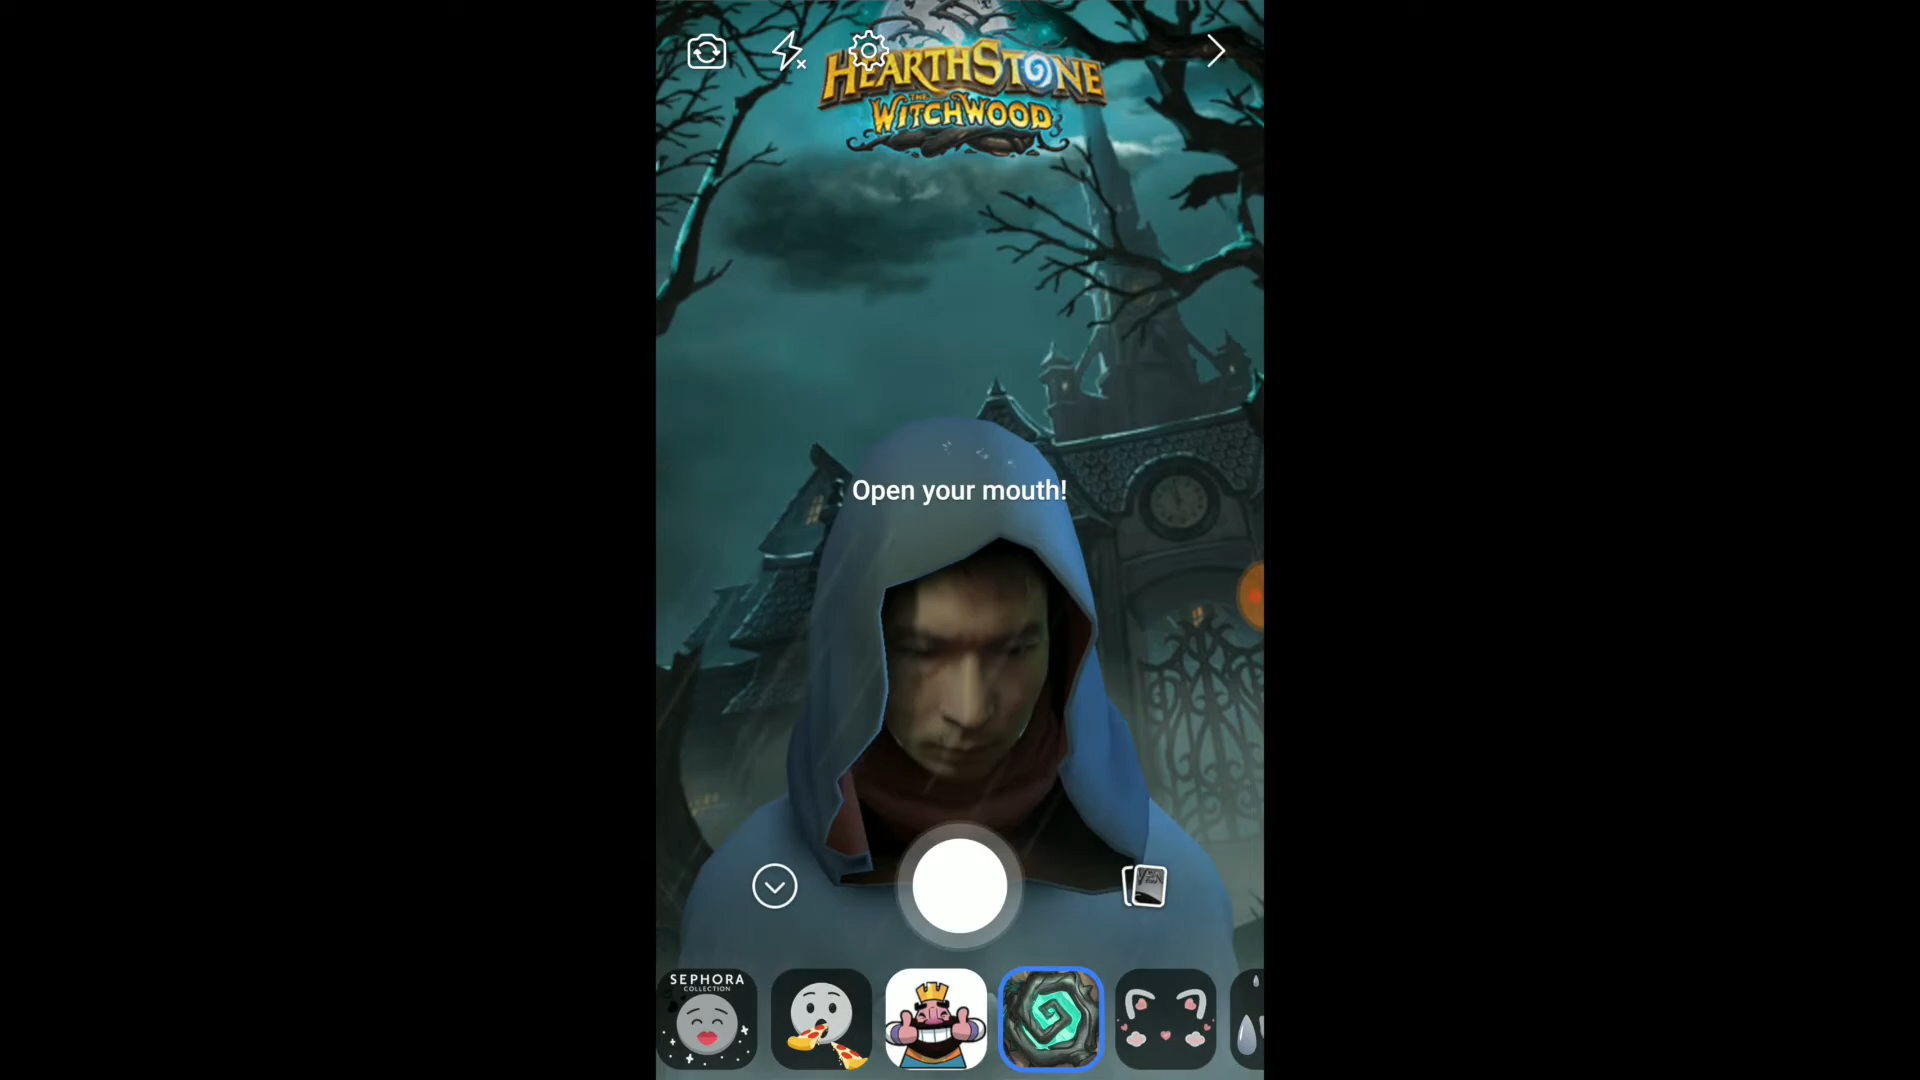 HEARTHSTONE
THE
WITCHWOOD
Open your mouth!
SEPHORA
COLLECTION